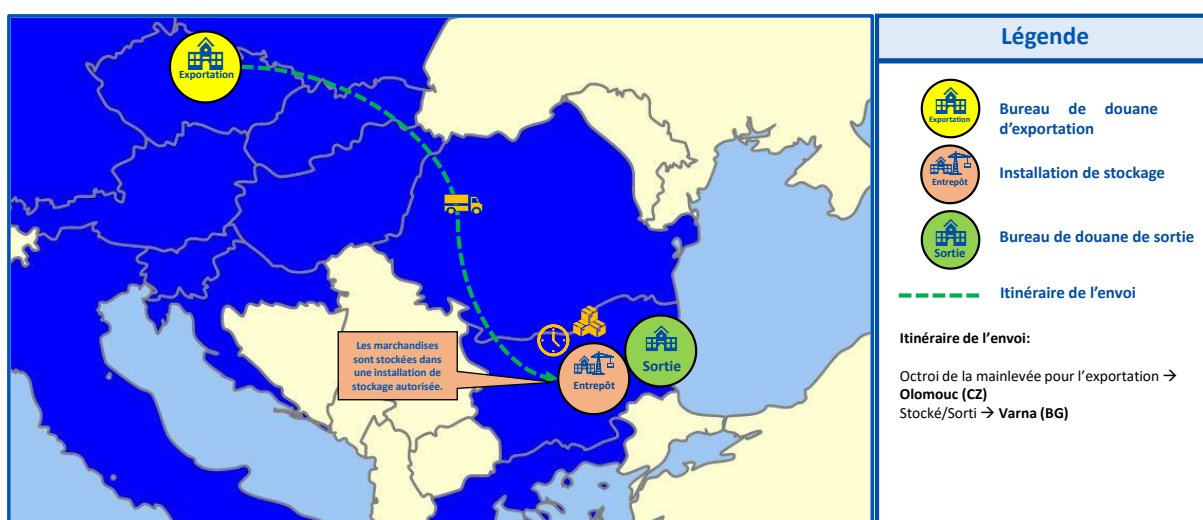 Exportation
Les marchandises
sont stockées dans
une installation de
stockage autorisée.
Entrepôt
Sortie
Légende
Exportation
Bureau de douane
d’exportation
Entrepôt
Installation de stockage
Sortie
Bureau de douane de sortie
Itinéraire de l’envoi
Itinéraire de l’envoi:
Octroi de la mainlevée pour l’exportation →
Olomouc (CZ)
Stocké/Sorti → Varna (BG)